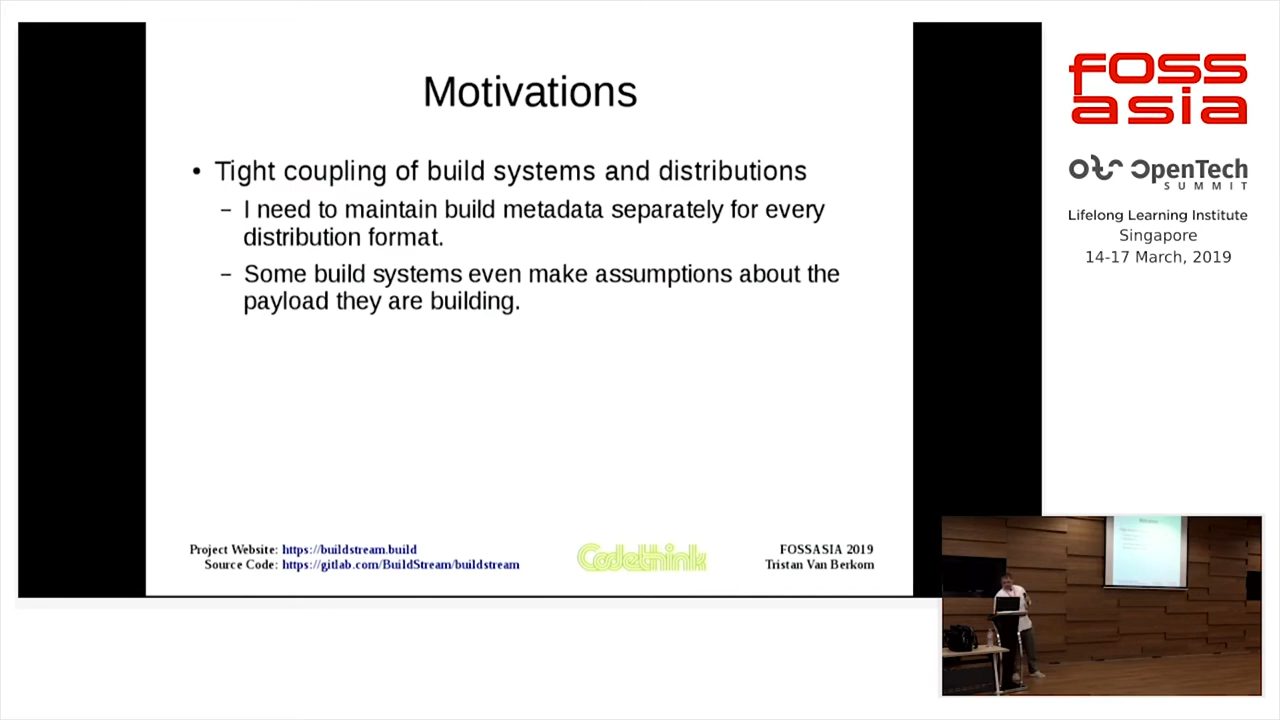 Motivations
• Tight coupling of build systems and distributions
– I need to maintain build metadata separately for every
distribution format.
– Some build systems even make assumptions about the
payload they are building.
Project Website: https://buildstream.build
Source Code: https://gitlab.com/BuildStream/buildstream
Codethink
FOSSASIA 2019
Tristan Van Berkom
FOSS
asia
OpenTech
SUMMIT
Lifelong Learning Institute
Singapore
14-17 March, 2019